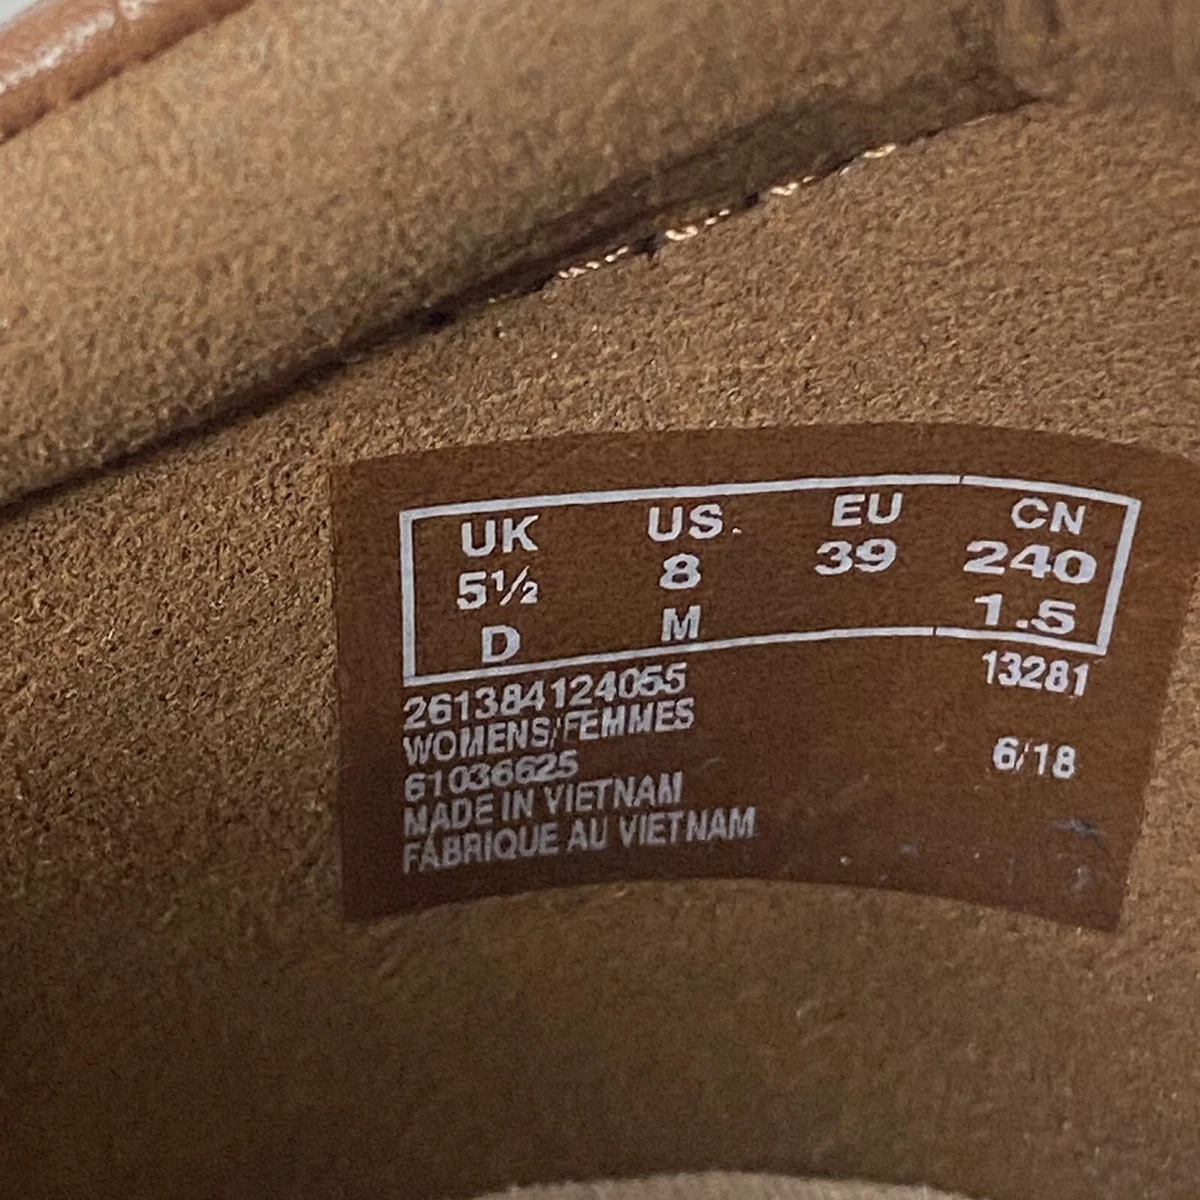 UK US. EU CN
5½ 8 39 240
D M 1.5
261384124055 13281
WOMENS/FEMMES
61036625 6/18
MADE IN VIETNAM
FABRIQUE AU VIETNAM